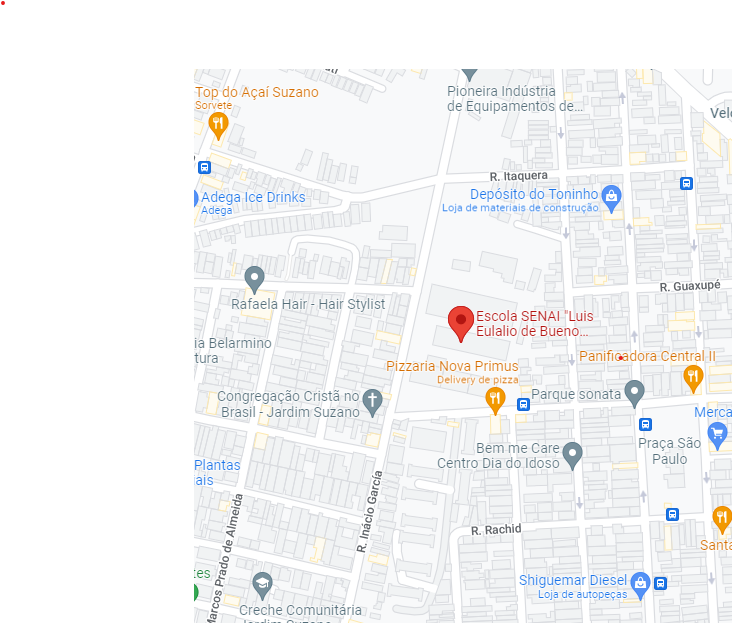 Top do Açaí Suzano
Sorvete
Pioneira Indústria
de Equipamentos de...
R. Itaquera
Adega Ice Drinks
Adega
Depósito do Toninho
Loja de materiais de construção
Rafaela Hair - Hair Stylist
R. Guaxupé
Escola SENAI "Luis
Eulalio de Bueno...
ia Belarmino
tura
Panificadora Central II
Pizzaria Nova Primus
Delivery de pizza
Congregação Cristã no
Brasil - Jardim Suzano
Parque sonata
Merca
Praça São
Paulo
Bem me Care
Centro Dia do Idoso
Plantas
ais
R. Inácio García
Marcos Prado de Almeida
R. Rachid
Santa
tes
Shiguemar Diesel
Loja de autopeças
Creche Comunitária
Jardim Suzano